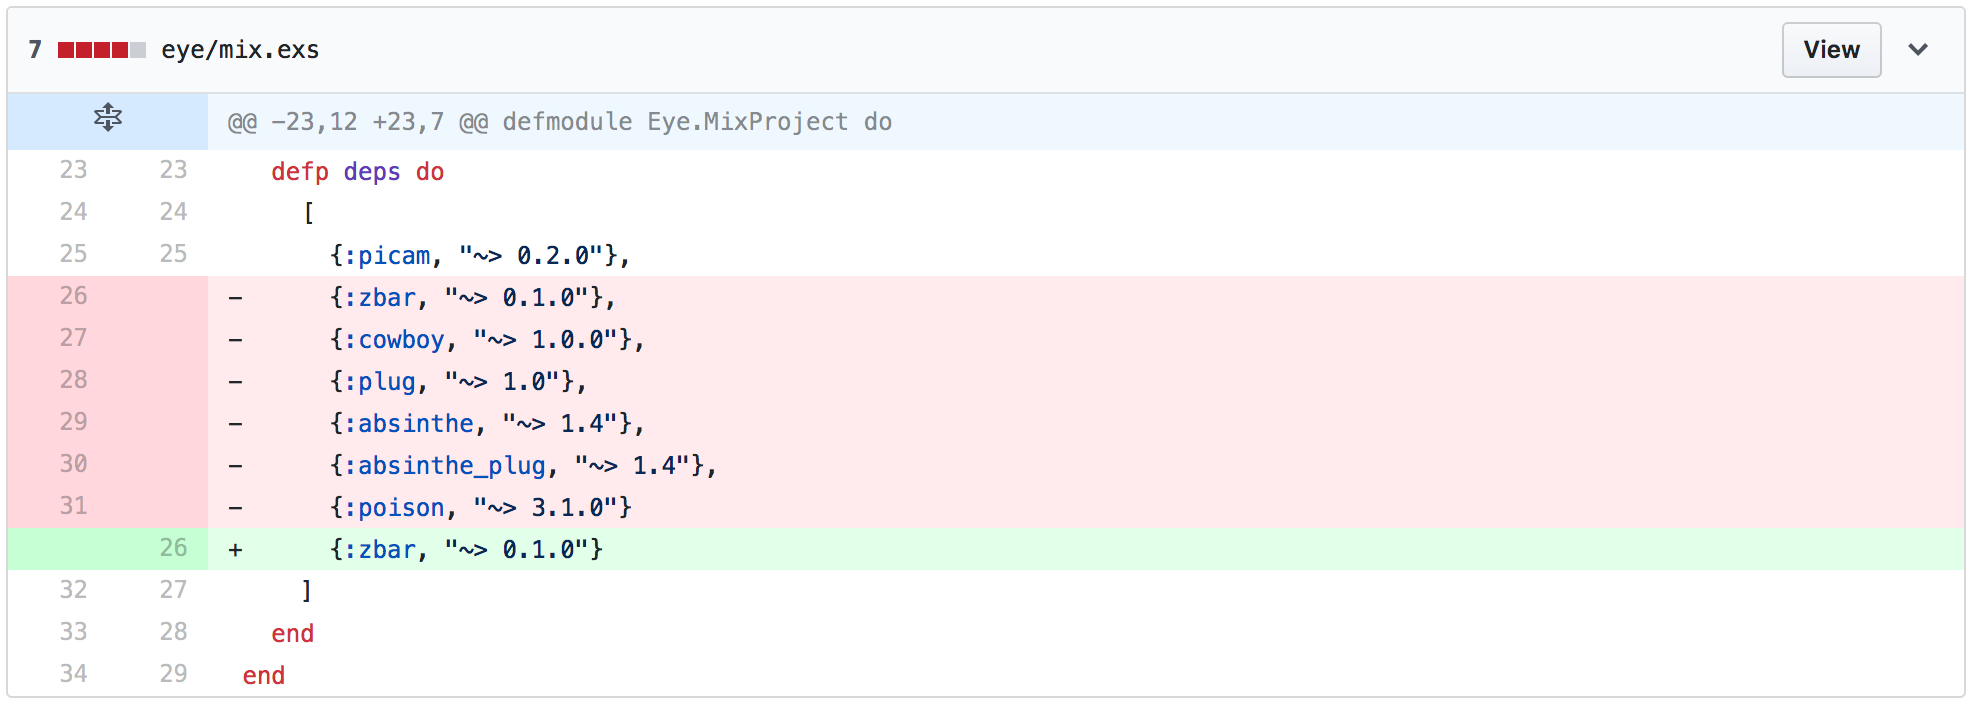 7 eye/mix.exs View
@@ -23,12 +23,7 @@ defmodule Eye.MixProject do
23 23 defp deps do
24 24 [
25 25 {:picam, "~> 0.2.0"},
26 - {:zbar, "~> 0.1.0"},
27 - {:cowboy, "~> 1.0.0"},
28 - {:plug, "~> 1.0"},
29 - {:absinthe, "~> 1.4"},
30 - {:absinthe_plug, "~> 1.4"},
31 - {:poison, "~> 3.1.0"}
26 + {:zbar, "~> 0.1.0"}
32 27 ]
33 28 end
34 29 end